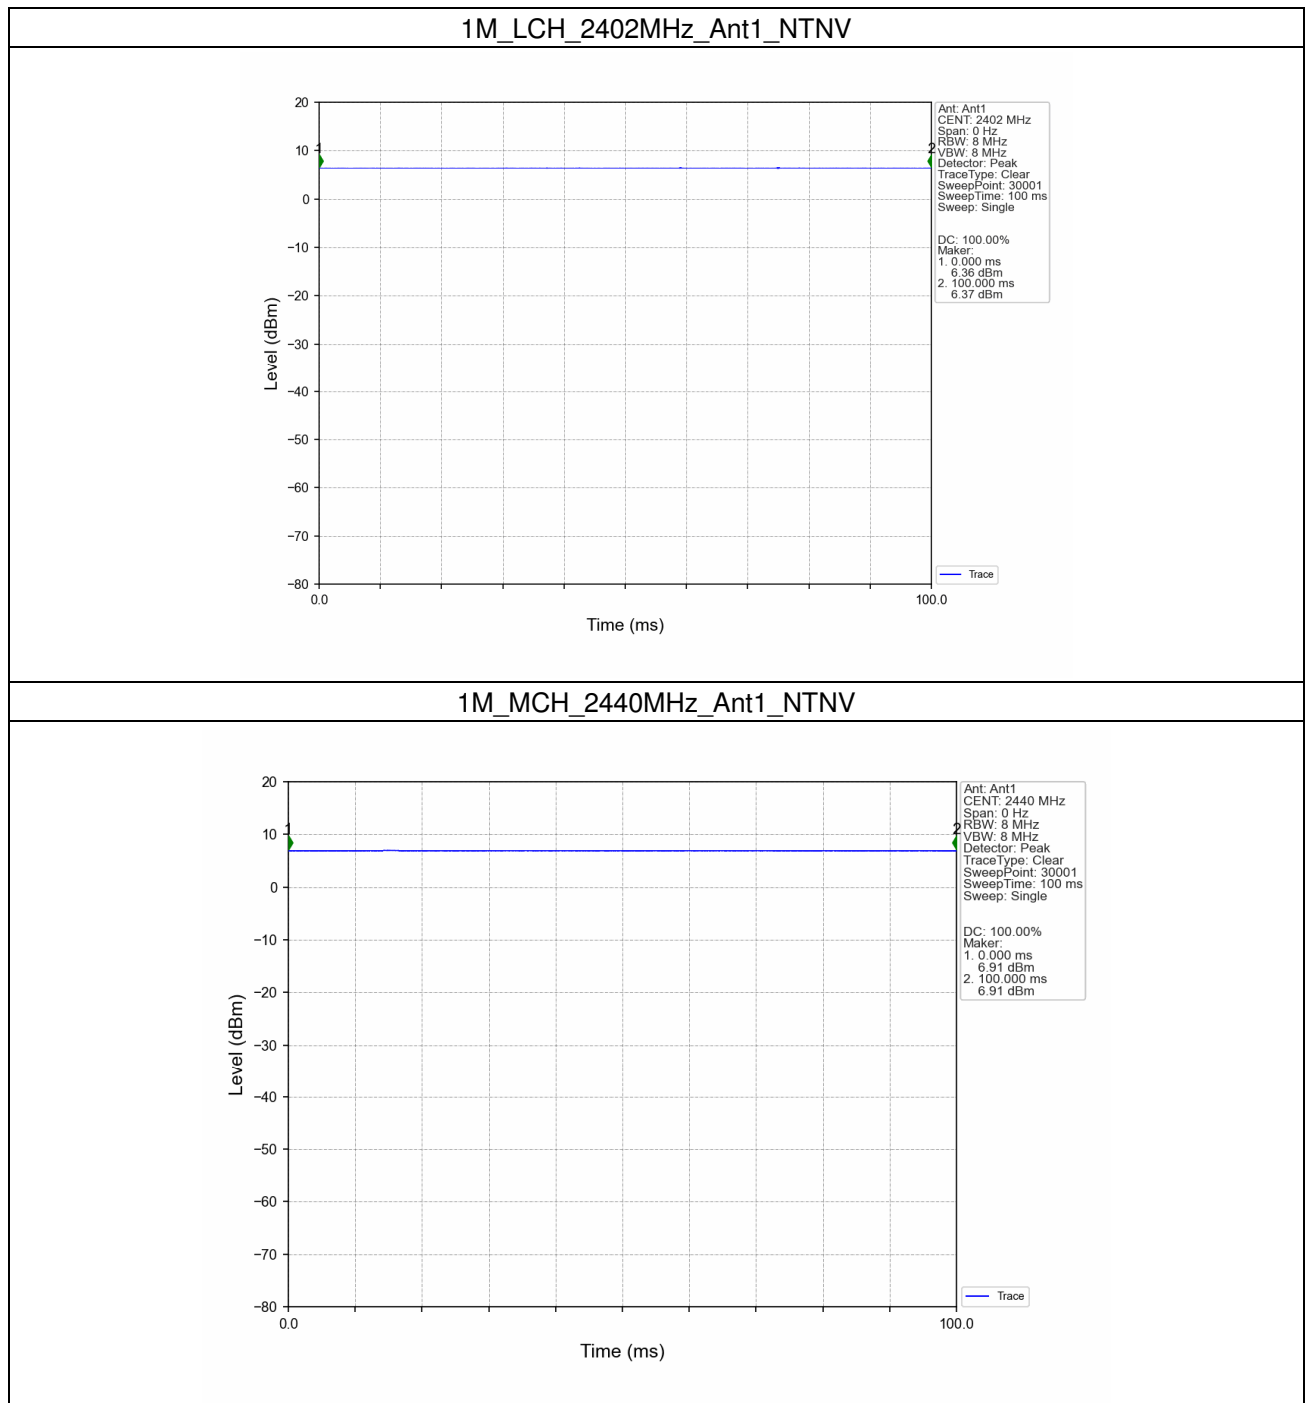 1M_LCH_2402MHz_Ant1_NTNV
20
10
0
−10
−20
−30
−40
−50
−60
−70
−80
Level (dBm)
1
2
0.0
100.0
Time (ms)
Ant: Ant1
CENT: 2402 MHz
Span: 0 Hz
RBW: 8 MHz
VBW: 8 MHz
Detector: Peak
TraceType: Clear
SweepPoint: 30001
SweepTime: 100 ms
Sweep: Single
DC: 100.00%
Maker:
1. 0.000 ms
6.36 dBm
2. 100.000 ms
6.37 dBm
Trace
1M_MCH_2440MHz_Ant1_NTNV
20
10
0
−10
−20
−30
−40
−50
−60
−70
−80
Level (dBm)
1
2
0.0
100.0
Time (ms)
Ant: Ant1
CENT: 2440 MHz
Span: 0 Hz
RBW: 8 MHz
VBW: 8 MHz
Detector: Peak
TraceType: Clear
SweepPoint: 30001
SweepTime: 100 ms
Sweep: Single
DC: 100.00%
Maker:
1. 0.000 ms
6.91 dBm
2. 100.000 ms
6.91 dBm
Trace